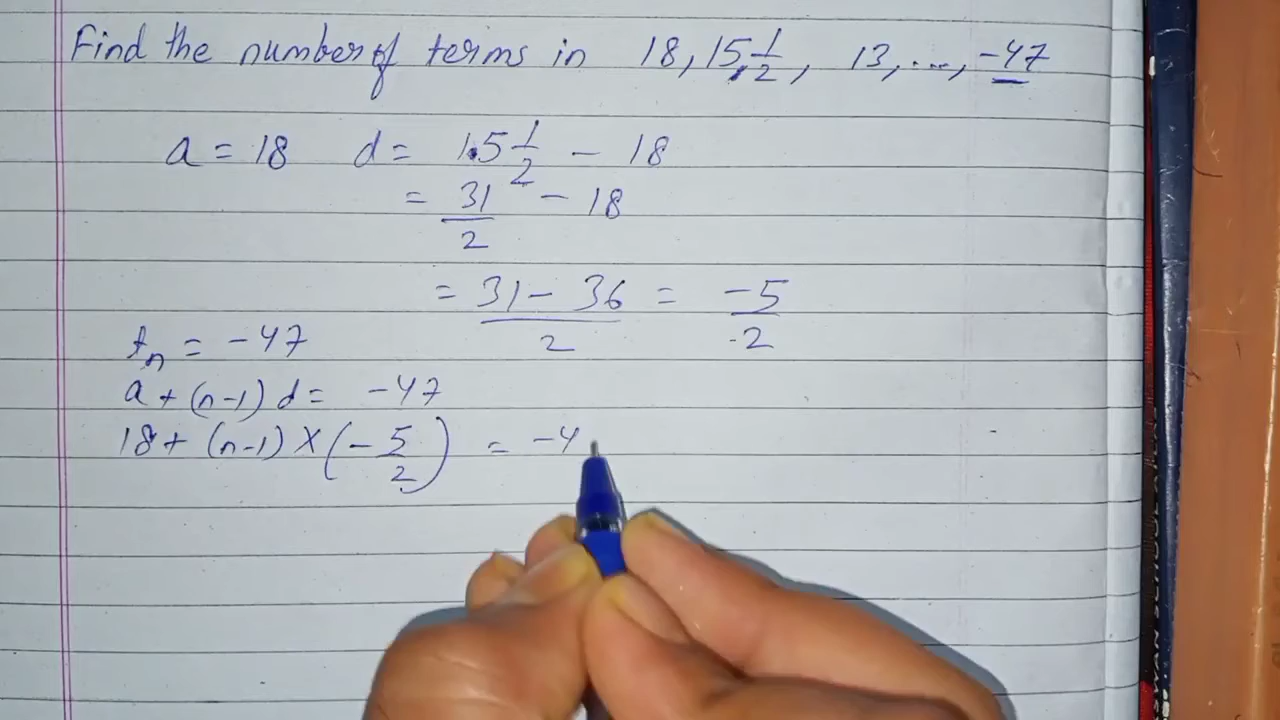 Find the number of terms in 18, 15 1/2, 13, ..., -47
a = 18 d = 15 1/2 - 18
= 31/2 - 18
= (31 - 36)/2 = -5/2
tn = -47
a + (n-1) d = -47
18 + (n-1) × (-5/2) = -4